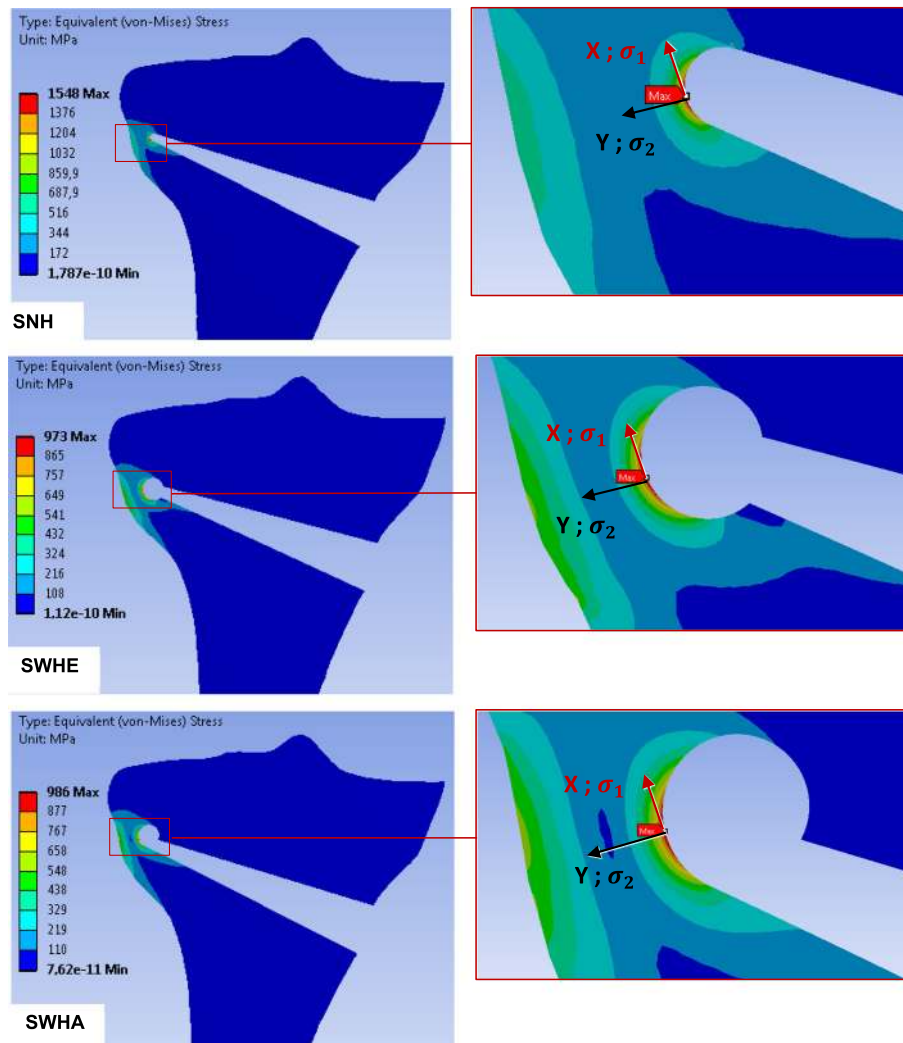 Type: Equivalent (von-Mises) Stress
Unit: MPa
1548 Max
1376
1204
1032
859,9
687,9
516
344
172
1,787e-10 Min
SNH
X ; σ1
Max
Y ; σ2
Type: Equivalent (von-Mises) Stress
Unit: MPa
973 Max
865
757
649
541
432
324
216
108
1,12e-10 Min
SWHE
X ; σ1
Max
Y ; σ2
Type: Equivalent (von-Mises) Stress
Unit: MPa
986 Max
877
767
658
548
438
329
219
110
7,62e-11 Min
SWHA
X ; σ1
Max
Y ; σ2